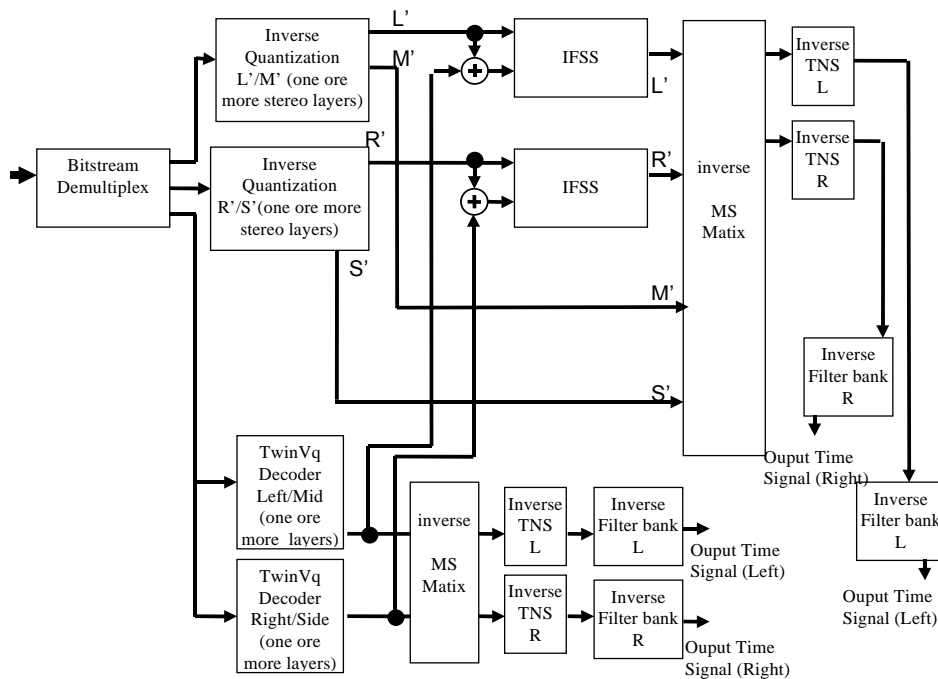 Inverse
Quantization
L'/M' (one ore
more stereo layers)
L'
M'
IFSS
L'
Inverse
TNS
L
Bitstream
Demultiplex
Inverse
Quantization
R'/S'(one ore more
stereo layers)
R'
S'
IFSS
R'
inverse
MS
Matix
Inverse
TNS
R
M'
S'
Inverse
Filter bank
R
Ouput Time
Signal (Right)
Inverse
Filter bank
L
Ouput Time
Signal (Left)
TwinVq
Decoder
Left/Mid
(one ore
more layers)
inverse
MS
Matix
Inverse
TNS
L
Inverse
Filter bank
L
Ouput Time
Signal (Left)
TwinVq
Decoder
Right/Side
(one ore
more layers)
Inverse
TNS
R
Inverse
Filter bank
R
Ouput Time
Signal (Right)